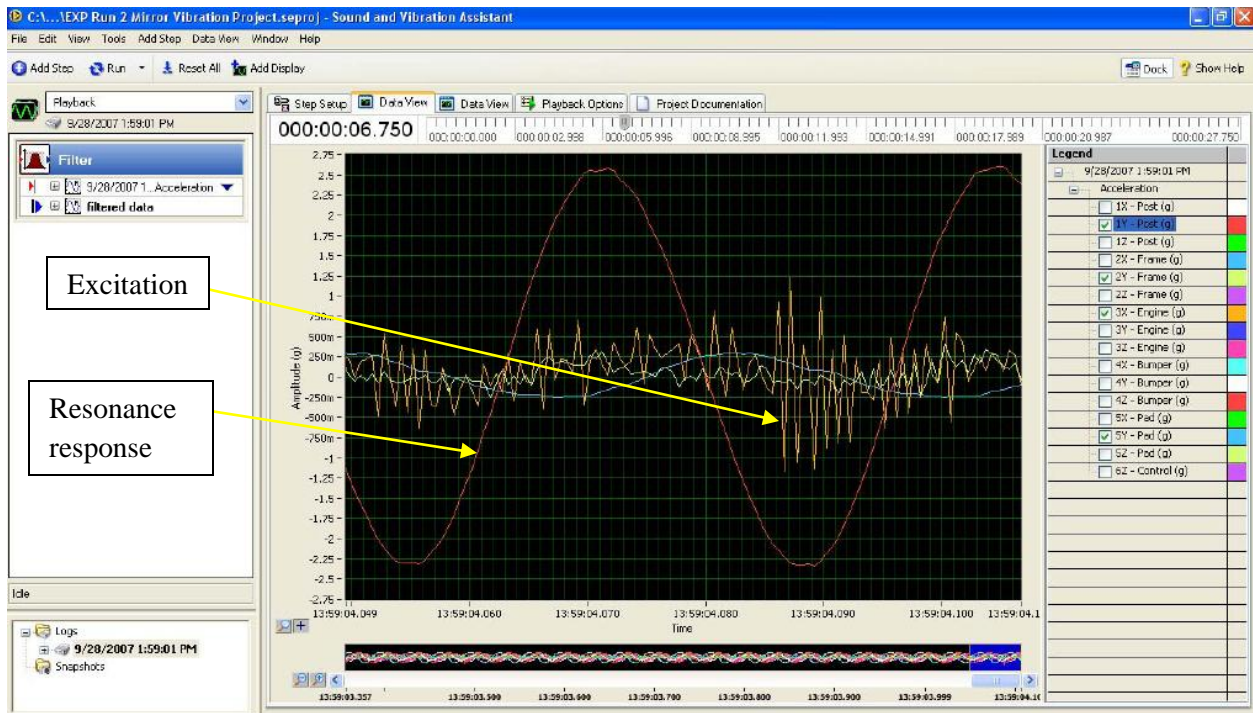 C:\...\EXP Run 2 Mirror Vibration Project.seproj - Sound and Vibration Assistant
File Edit View Tools Add Step Data View Window Help
Add Step Run Reset All Add Display Dock Show Help
Playback
9/28/2007 1:59:01 PM
Step Setup Data View Data View Playback Options Project Documentation
000:00:06.750
000:00:00.000 000:00:02.998 000:00:05.996 000:00:08.995 000:00:11.993 000:00:14.991 000:00:17.989 000:00:20.987 000:00:27.750
Filter
9/28/2007 1...Acceleration
filtered data
Excitation
Resonance
response
Amplitude (g)
2.75
2.5
2.25
2
1.75
1.5
1.25
1
750m
500m
250m
0
-250m
-500m
-750m
-1
-1.25
-1.5
-1.75
-2
-2.25
-2.5
-2.75
13:59:04.049 13:59:04.060 13:59:04.070 13:59:04.080 13:59:04.090 13:59:04.100 13:59:04.1
Time
13:59:03.357 13:59:03.500 13:59:03.600 13:59:03.700 13:59:03.800 13:59:03.900 13:59:03.999 13:59:04.1
Legend
9/28/2007 1:59:01 PM
Acceleration
1X - Post (g)
1Y - Post (g)
1Z - Post (g)
2X - Frame (g)
2Y - Frame (g)
2Z - Frame (g)
3X - Engine (g)
3Y - Engine (g)
3Z - Engine (g)
4X - Bumper (g)
4Y - Bumper (g)
4Z - Bumper (g)
5X - Pad (g)
5Y - Pad (g)
5Z - Pad (g)
6Z - Control (g)
Idle
Logs
9/28/2007 1:59:01 PM
Snapshots